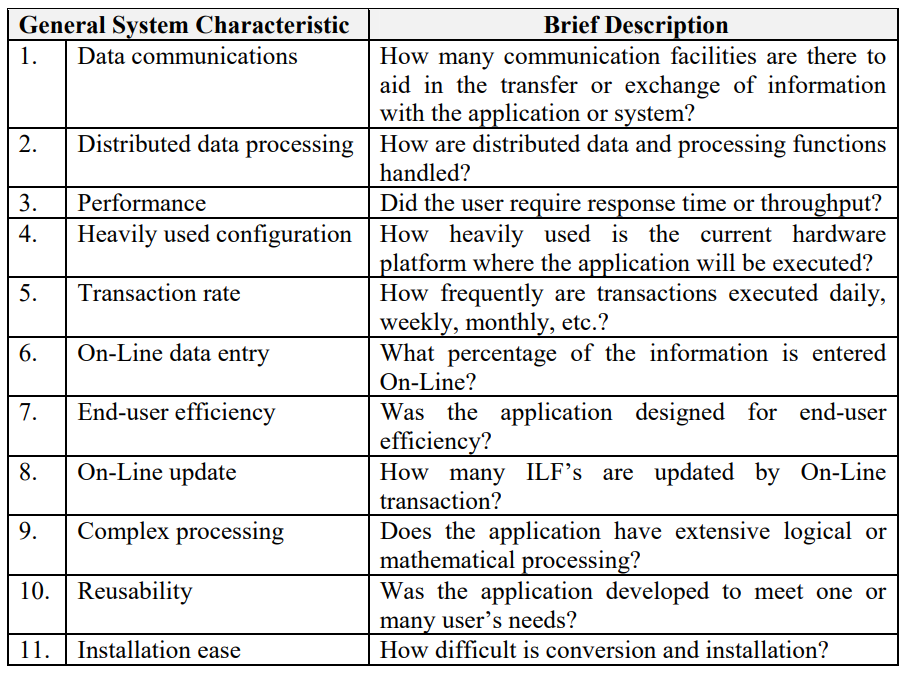 General System Characteristic Brief Description
1. Data communications How many communication facilities are there to
aid in the transfer or exchange of information
with the application or system?
2. Distributed data processing How are distributed data and processing functions
handled?
3. Performance Did the user require response time or throughput?
4. Heavily used configuration How heavily used is the current hardware
platform where the application will be executed?
5. Transaction rate How frequently are transactions executed daily,
weekly, monthly, etc.?
6. On-Line data entry What percentage of the information is entered
On-Line?
7. End-user efficiency Was the application designed for end-user
efficiency?
8. On-Line update How many ILF's are updated by On-Line
transaction?
9. Complex processing Does the application have extensive logical or
mathematical processing?
10. Reusability Was the application developed to meet one or
many user's needs?
11. Installation ease How difficult is conversion and installation?